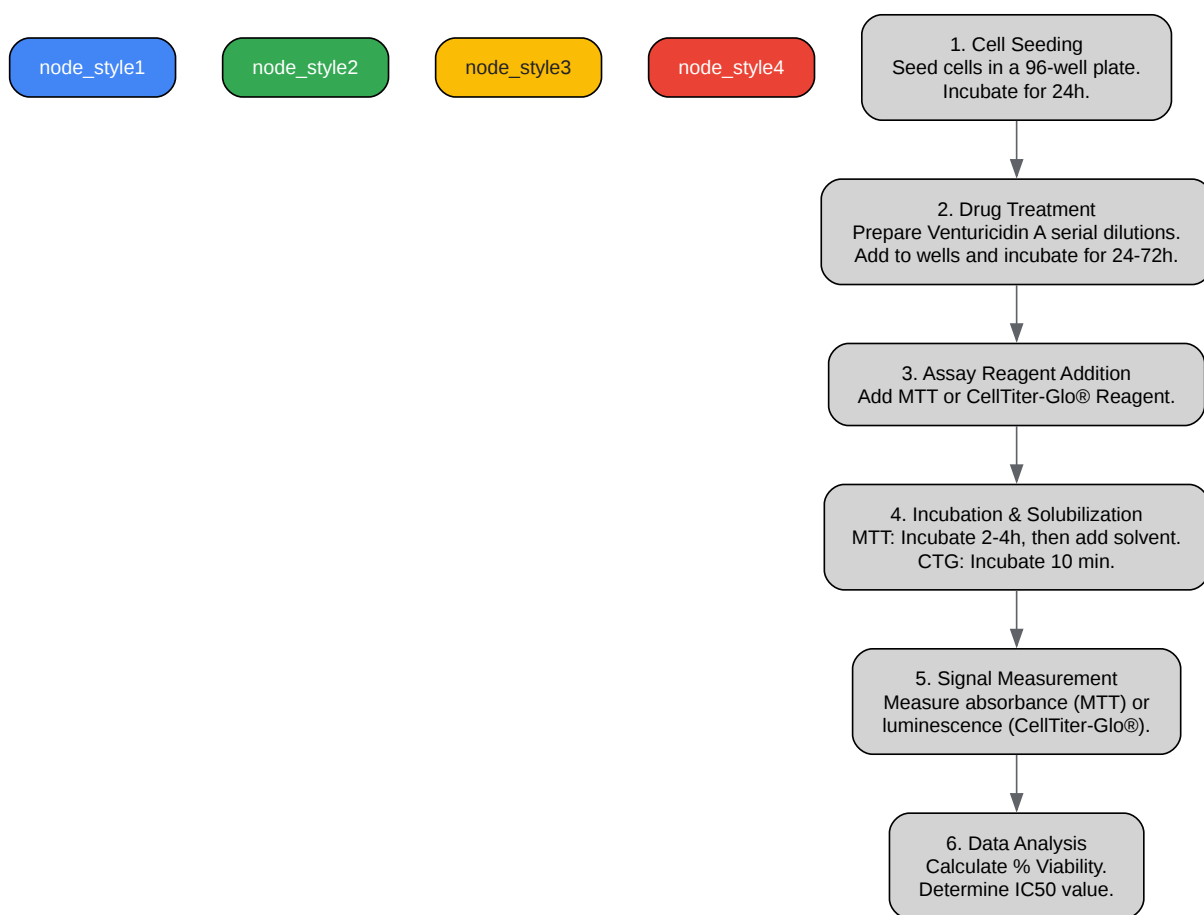 node_style1
node_style2
node_style3
node_style4
1. Cell Seeding
Seed cells in a 96-well plate.
Incubate for 24h.
2. Drug Treatment
Prepare Venturicidin A serial dilutions.
Add to wells and incubate for 24-72h.
3. Assay Reagent Addition
Add MTT or CellTiter-Glo® Reagent.
4. Incubation & Solubilization
MTT: Incubate 2-4h, then add solvent.
CTG: Incubate 10 min.
5. Signal Measurement
Measure absorbance (MTT) or
luminescence (CellTiter-Glo®).
6. Data Analysis
Calculate % Viability.
Determine IC50 value.